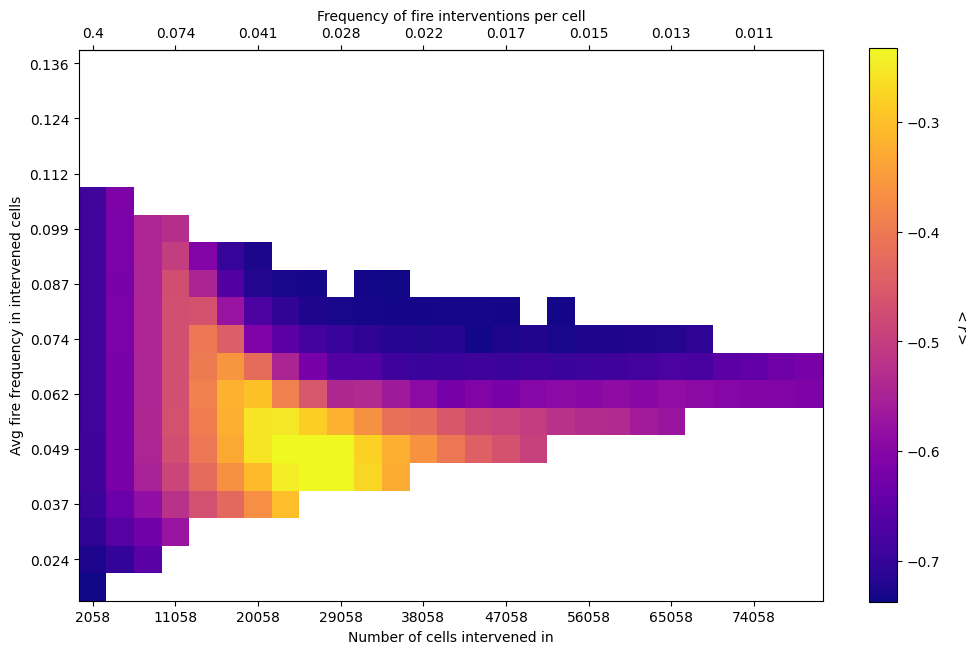 Frequency of fire interventions per cell
0.4 0.074 0.041 0.028 0.022 0.017 0.015 0.013 0.011
Avg fire frequency in intervened cells
0.136
0.124
0.112
0.099
0.087
0.074
0.062
0.049
0.037
0.024
2058 11058 20058 29058 38058 47058 56058 65058 74058
Number of cells intervened in
−0.3
−0.4
−0.5
−0.6
−0.7
< r >